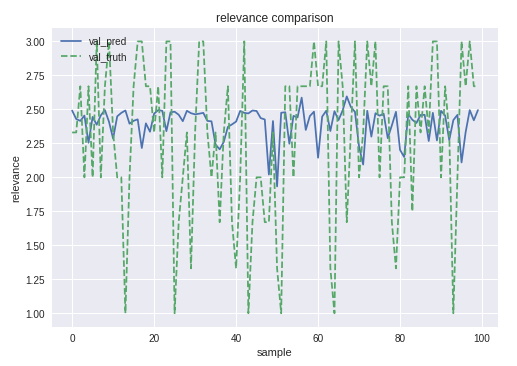 relevance comparison
val_pred
val_truth
3.00
2.75
2.50
2.25
2.00
1.75
1.50
1.25
1.00
relevance
0 20 40 60 80 100
sample